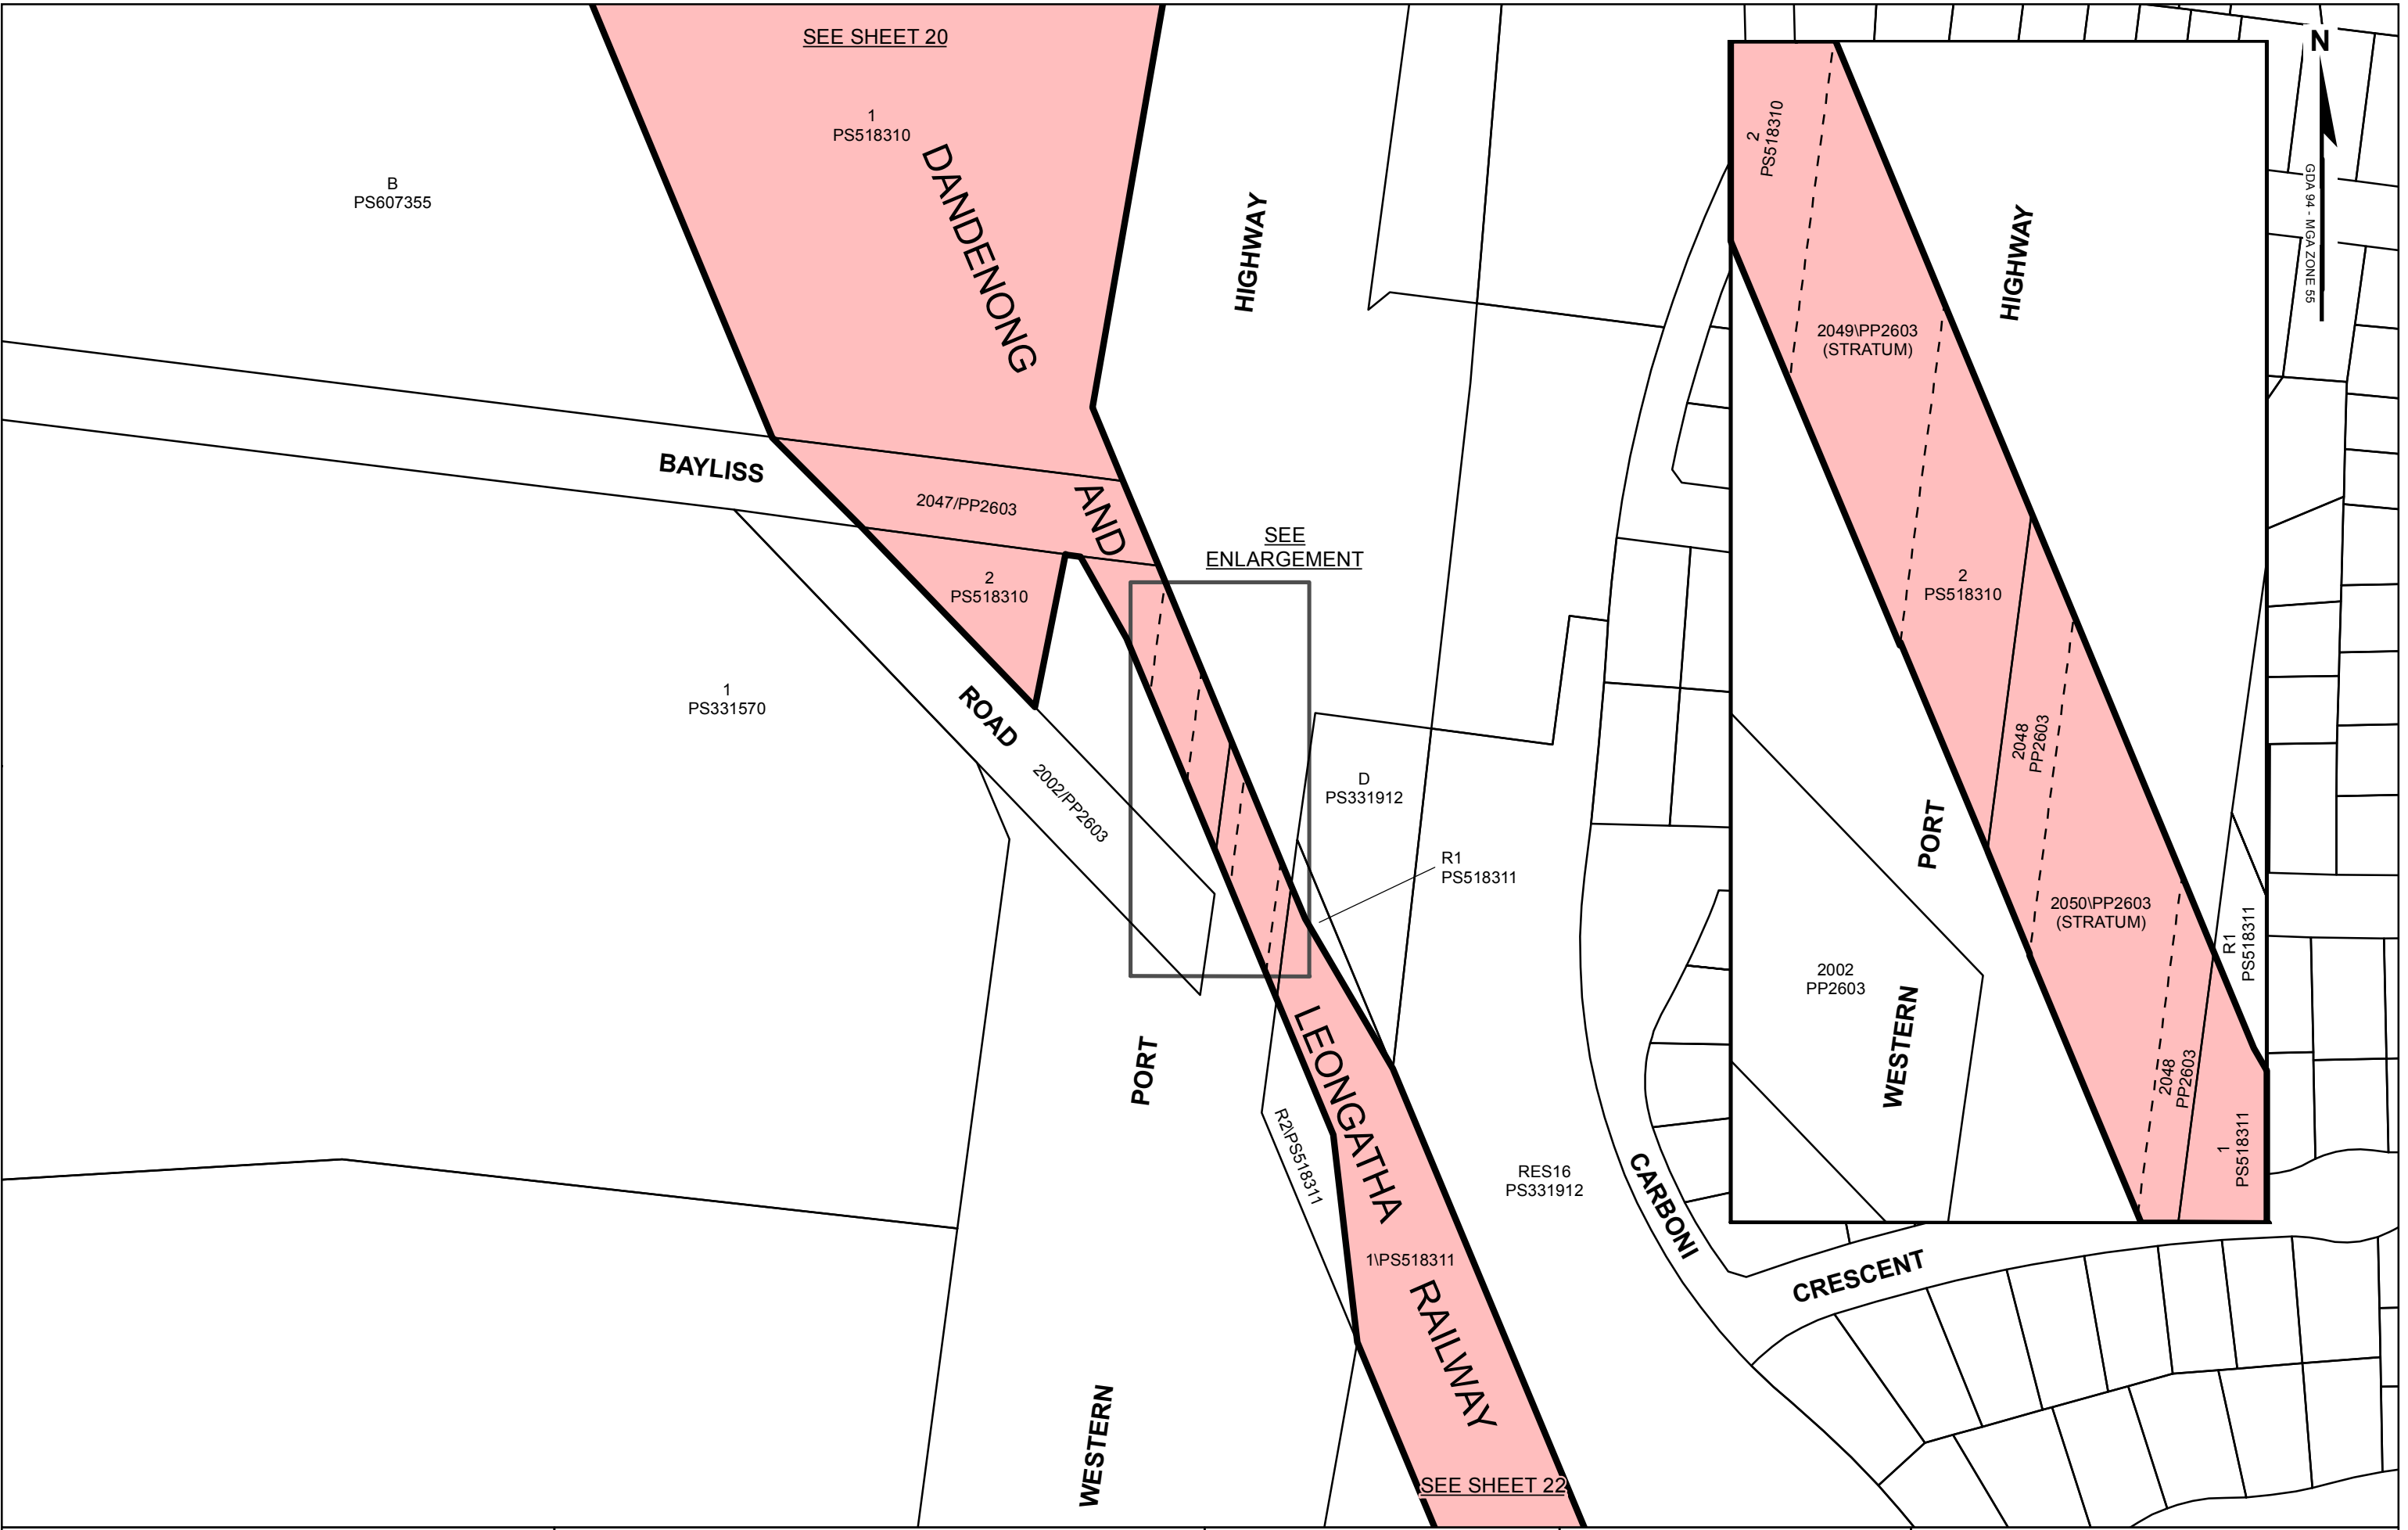 SEE SHEET 20
1
PS518310
DANDENONG
B
PS607355
HIGHWAY
BAYLISS
2047/PP2603
AND
SEE
ENLARGEMENT
2
PS518310
1
PS331570
ROAD
2002/PP2603
D
PS331912
R1
PS518311
PORT
LEONGATHA
R2\PS518311
RES16
PS331912
1\PS518311
RAILWAY
WESTERN
SEE SHEET 22
CARBONI
CRESCENT
2
PS518310
HIGHWAY
2049\PP2603
(STRATUM)
2
PS518310
2048
PP2603
PORT
2050\PP2603
(STRATUM)
R1
PS518311
2002
PP2603
WESTERN
2048
PP2603
1
PS518311
N
GDA 94 - MGA ZONE 55